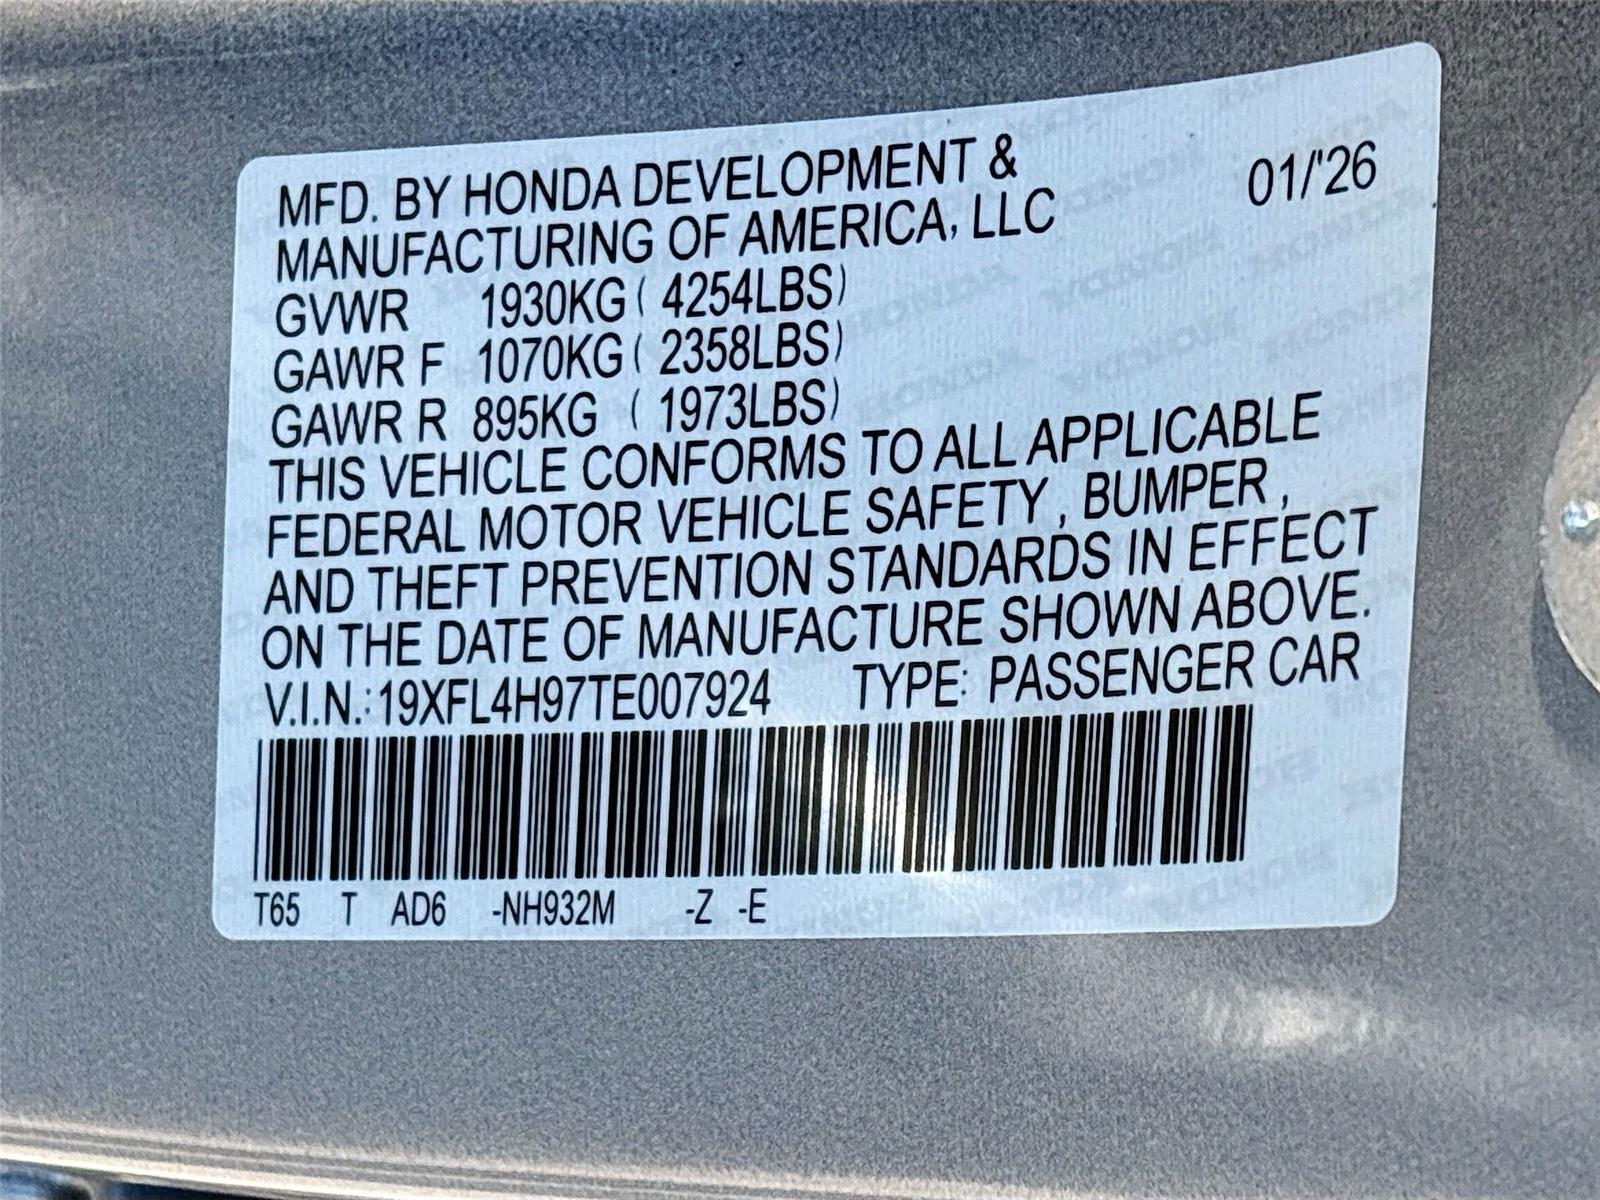 MFD. BY HONDA DEVELOPMENT & 01/'26
MANUFACTURING OF AMERICA, LLC
GVWR 1930KG ( 4254LBS)
GAWR F 1070KG ( 2358LBS)
GAWR R 895KG ( 1973LBS)
THIS VEHICLE CONFORMS TO ALL APPLICABLE
FEDERAL MOTOR VEHICLE SAFETY , BUMPER ,
AND THEFT PREVENTION STANDARDS IN EFFECT
ON THE DATE OF MANUFACTURE SHOWN ABOVE.
V.I.N.: 19XFL4H97TE007924 TYPE: PASSENGER CAR
T65 T AD6 -NH932M -Z -E